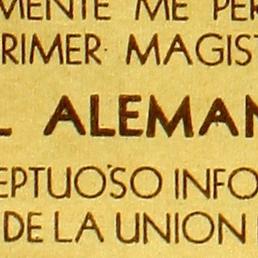 MENTE ME PER
RIMER MAGIST
L ALEMAN
EPTUOSO INFO
DE LA UNION